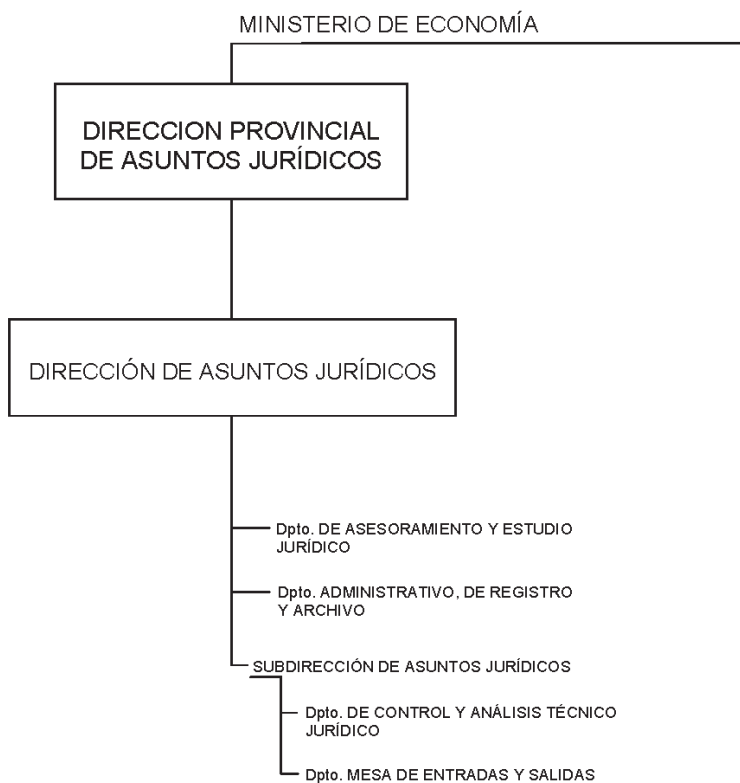 MINISTERIO DE ECONOMÍA
DIRECCION PROVINCIAL
DE ASUNTOS JURÍDICOS
DIRECCIÓN DE ASUNTOS JURÍDICOS
Dpto. DE ASESORAMIENTO Y ESTUDIO
JURÍDICO
Dpto. ADMINISTRATIVO, DE REGISTRO
Y ARCHIVO
SUBDIRECCIÓN DE ASUNTOS JURÍDICOS
Dpto. DE CONTROL Y ANÁLISIS TÉCNICO
JURÍDICO
Dpto. MESA DE ENTRADAS Y SALIDAS